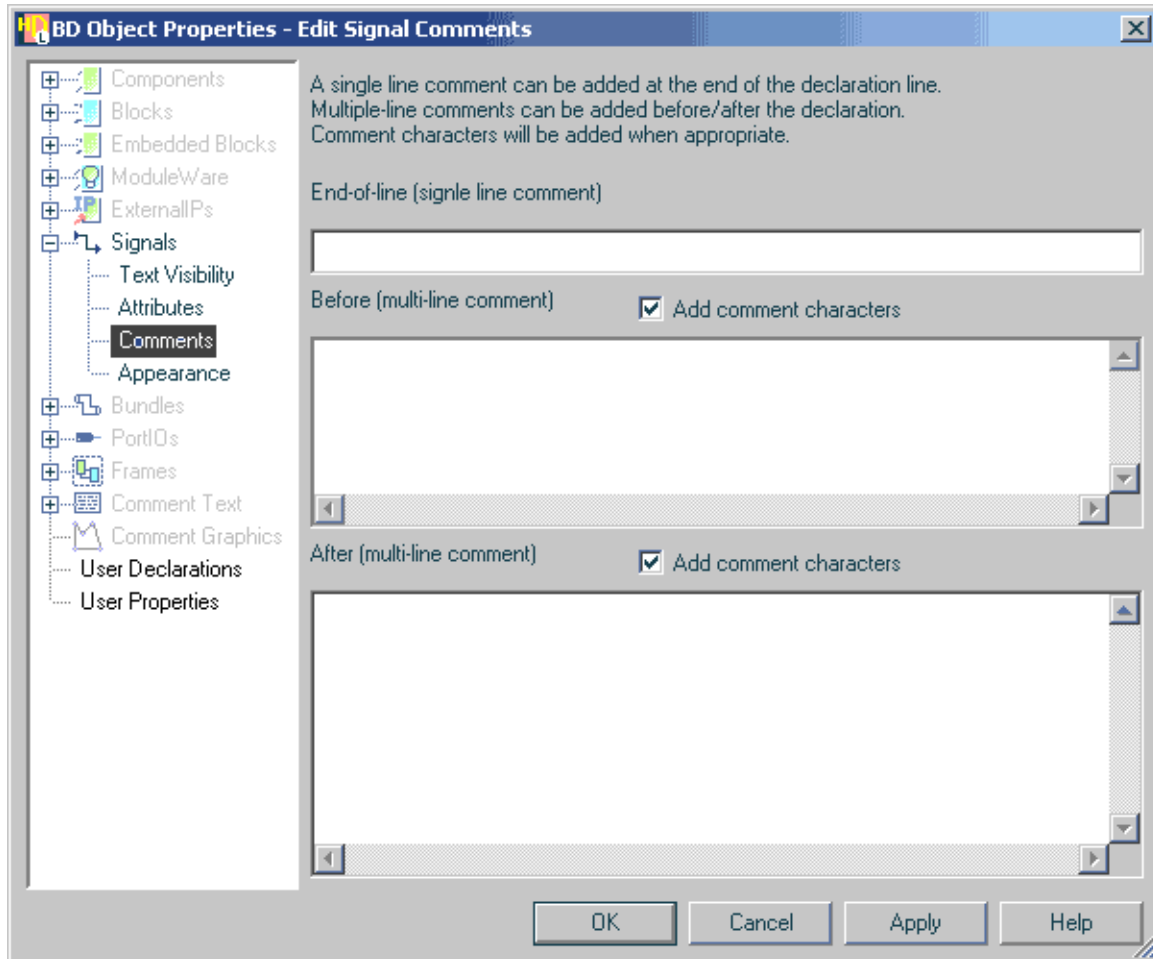 BD Object Properties - Edit Signal Comments
Components
Blocks
Embedded Blocks
ModuleWare
ExternalIPs
Signals
Text Visibility
Attributes
Comments
Appearance
Bundles
PortIOs
Frames
Comment Text
Comment Graphics
User Declarations
User Properties
A single line comment can be added at the end of the declaration line.
Multiple-line comments can be added before/after the declaration.
Comment characters will be added when appropriate.
End-of-line (signle line comment)
Before (multi-line comment)
Add comment characters
After (multi-line comment)
Add comment characters
OK
Cancel
Apply
Help